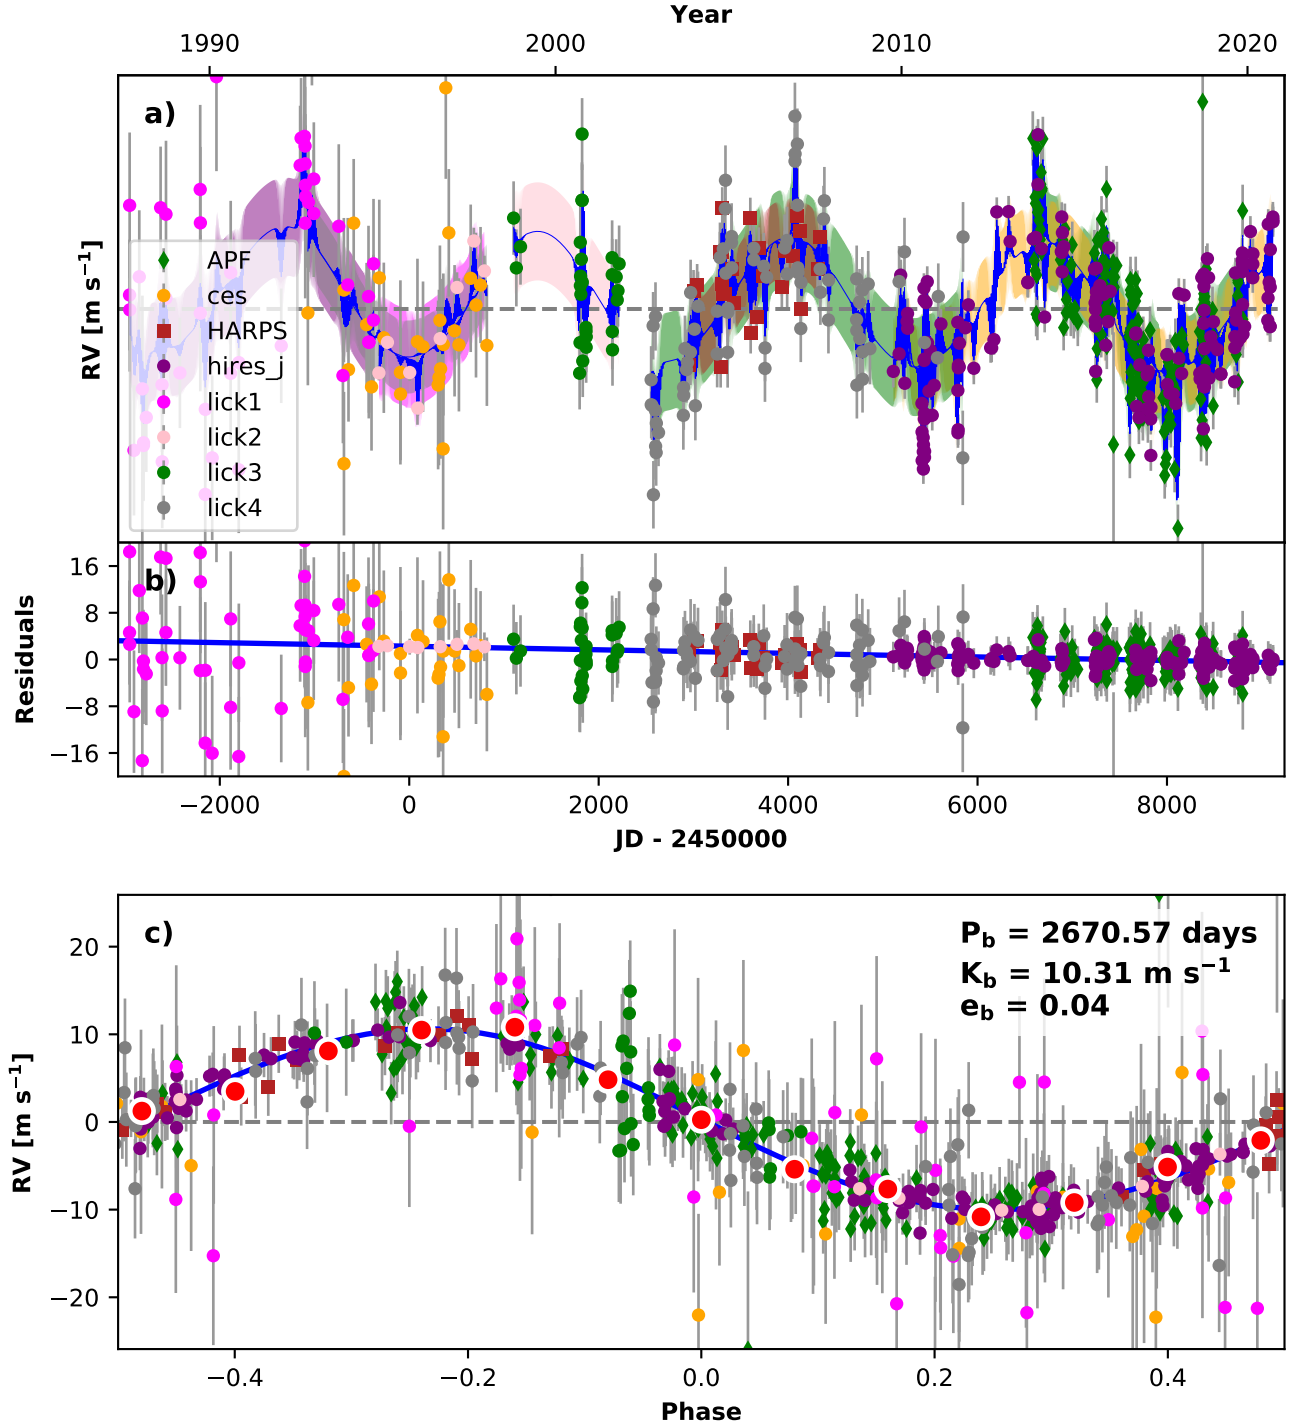 Year
1990 2000 2010 2020
a)
RV [m s⁻¹]
APF
ces
HARPS
hires_j
lick1
lick2
lick3
lick4
b)
Residuals
16
8
0
−8
−16
−2000 0 2000 4000 6000 8000
JD - 2450000
c)
P_b = 2670.57 days
K_b = 10.31 m s⁻¹
e_b = 0.04
RV [m s⁻¹]
20
10
0
−10
−20
−0.4 −0.2 0.0 0.2 0.4
Phase